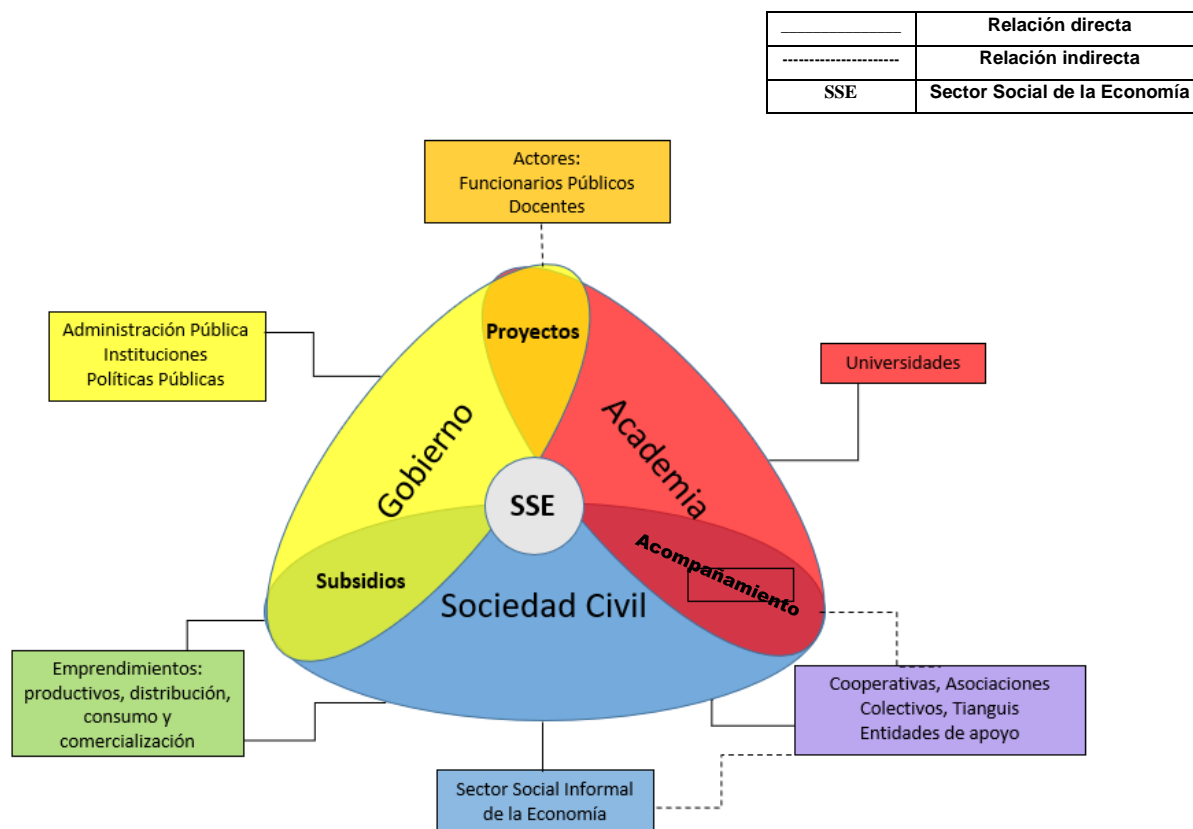 _______________ Relación directa
---------------------- Relación indirecta
SSE Sector Social de la Economía
Actores:
Funcionarios Públicos
Docentes
Administración Pública
Instituciones
Políticas Públicas
Proyectos
Universidades
Gobierno
Academia
SSE
Subsidios
Acompañamiento
Sociedad Civil
Emprendimientos:
productivos, distribución,
consumo y
comercialización
Cooperativas, Asociaciones
Colectivos, Tianguis
Entidades de apoyo
Sector Social Informal
de la Economía